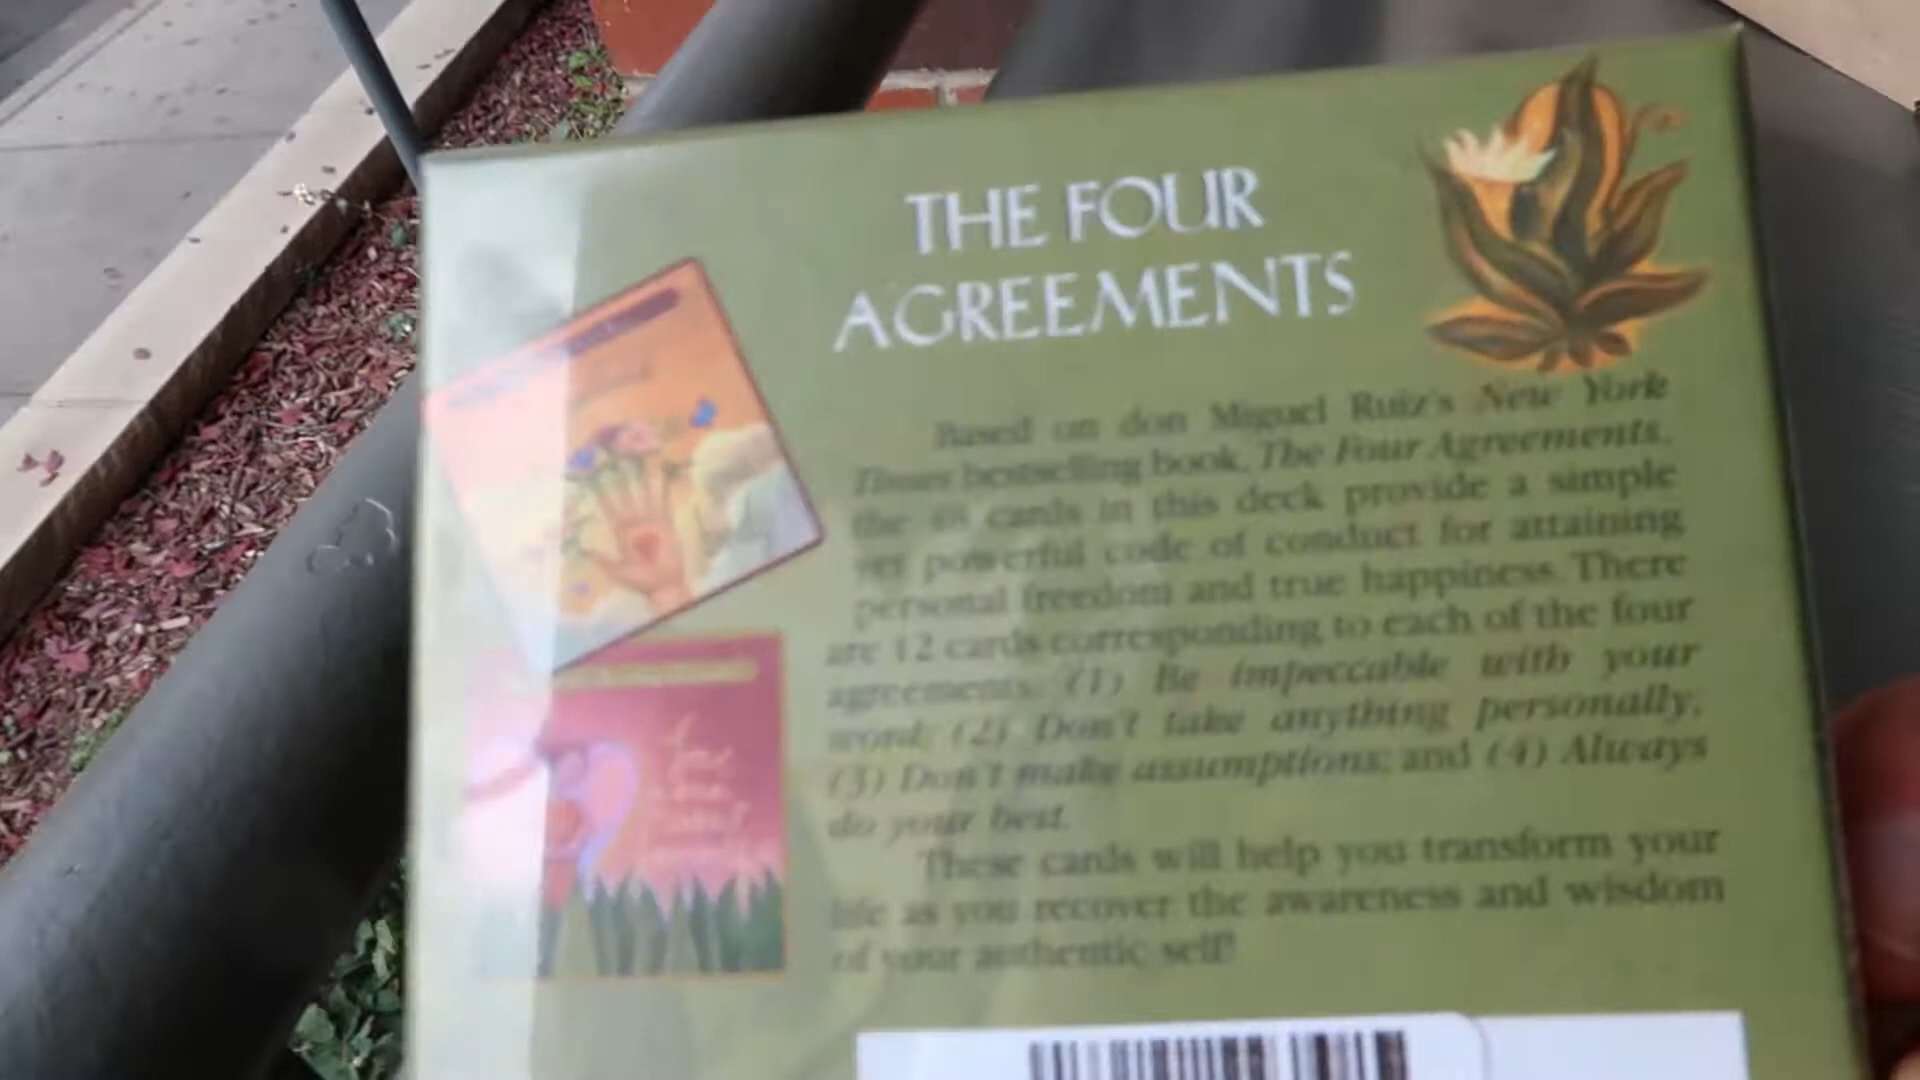 THE FOUR
AGREEMENTS
Based on don Miguel Ruiz's New York
Times bestselling book, The Four Agreements,
the 48 cards in this deck provide a simple
yet powerful code of conduct for attaining
personal freedom and true happiness. There
are 12 cards corresponding to each of the four
agreements: (1) Be impeccable with your
word; (2) Don't take anything personally;
(3) Don't make assumptions; and (4) Always
do your best.
These cards will help you transform your
life as you recover the awareness and wisdom
of your authentic self!